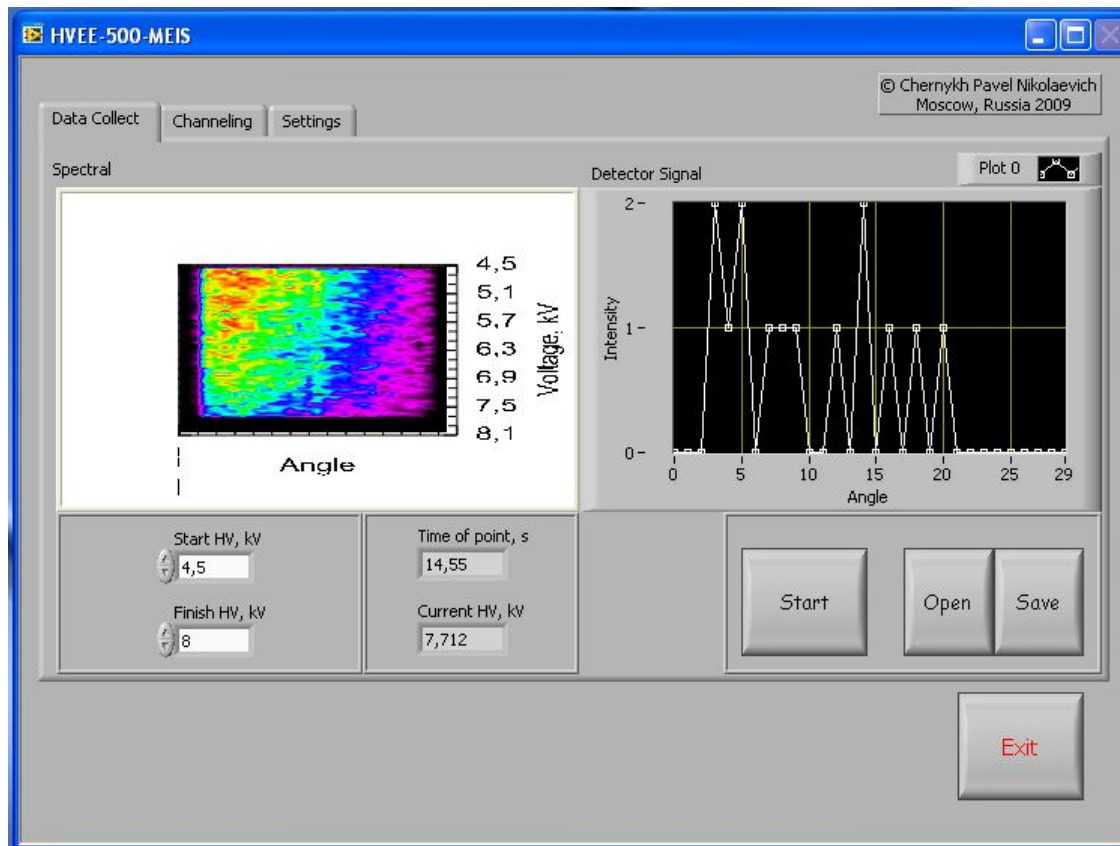 HVEE-500-MEIS
© Chernykh Pavel Nikolaevich
Moscow, Russia 2009
Data Collect
Channeling
Settings
Spectral
4,5
5,1
5,7
6,3
6,9
7,5
8,1
Voltage, kV
Angle
Detector Signal
Plot 0
2
1
0
Intensity
0 5 10 15 20 25 29
Angle
Start HV, kV
4,5
Finish HV, kV
8
Time of point, s
14,55
Current HV, kV
7,712
Start
Open
Save
Exit